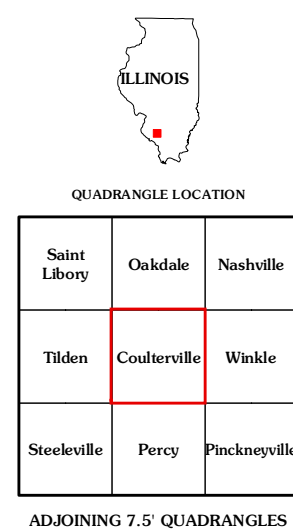 ILLINOIS
QUADRANGLE LOCATION
Saint
Libory
Oakdale
Nashville
Tilden
Coulterville
Winkle
Steeleville
Percy
Pinckneyville
ADJOINING 7.5' QUADRANGLES